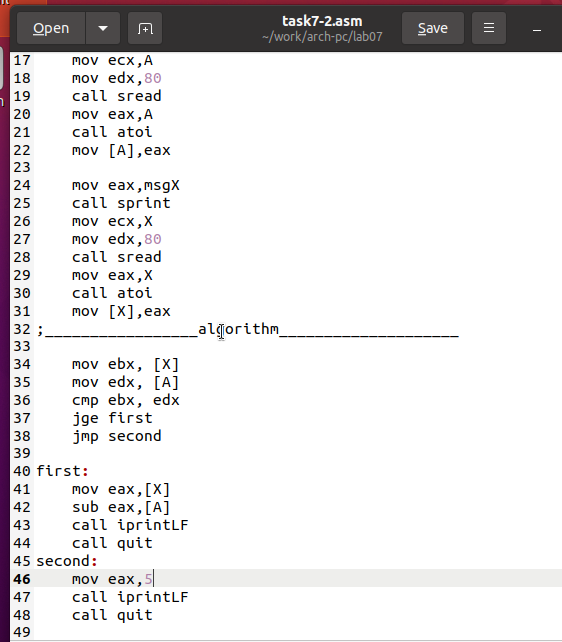 Open
task7-2.asm
~/work/arch-pc/lab07
Save
17 mov ecx,A
18 mov edx,80
19 call sread
20 mov eax,A
21 call atoi
22 mov [A],eax
23
24 mov eax,msgX
25 call sprint
26 mov ecx,X
27 mov edx,80
28 call sread
29 mov eax,X
30 call atoi
31 mov [X],eax
32 ;_________________algorithm____________________
33
34 mov ebx, [X]
35 mov edx, [A]
36 cmp ebx, edx
37 jge first
38 jmp second
39
40 first:
41 mov eax,[X]
42 sub eax,[A]
43 call iprintLF
44 call quit
45 second:
46 mov eax,5
47 call iprintLF
48 call quit
49